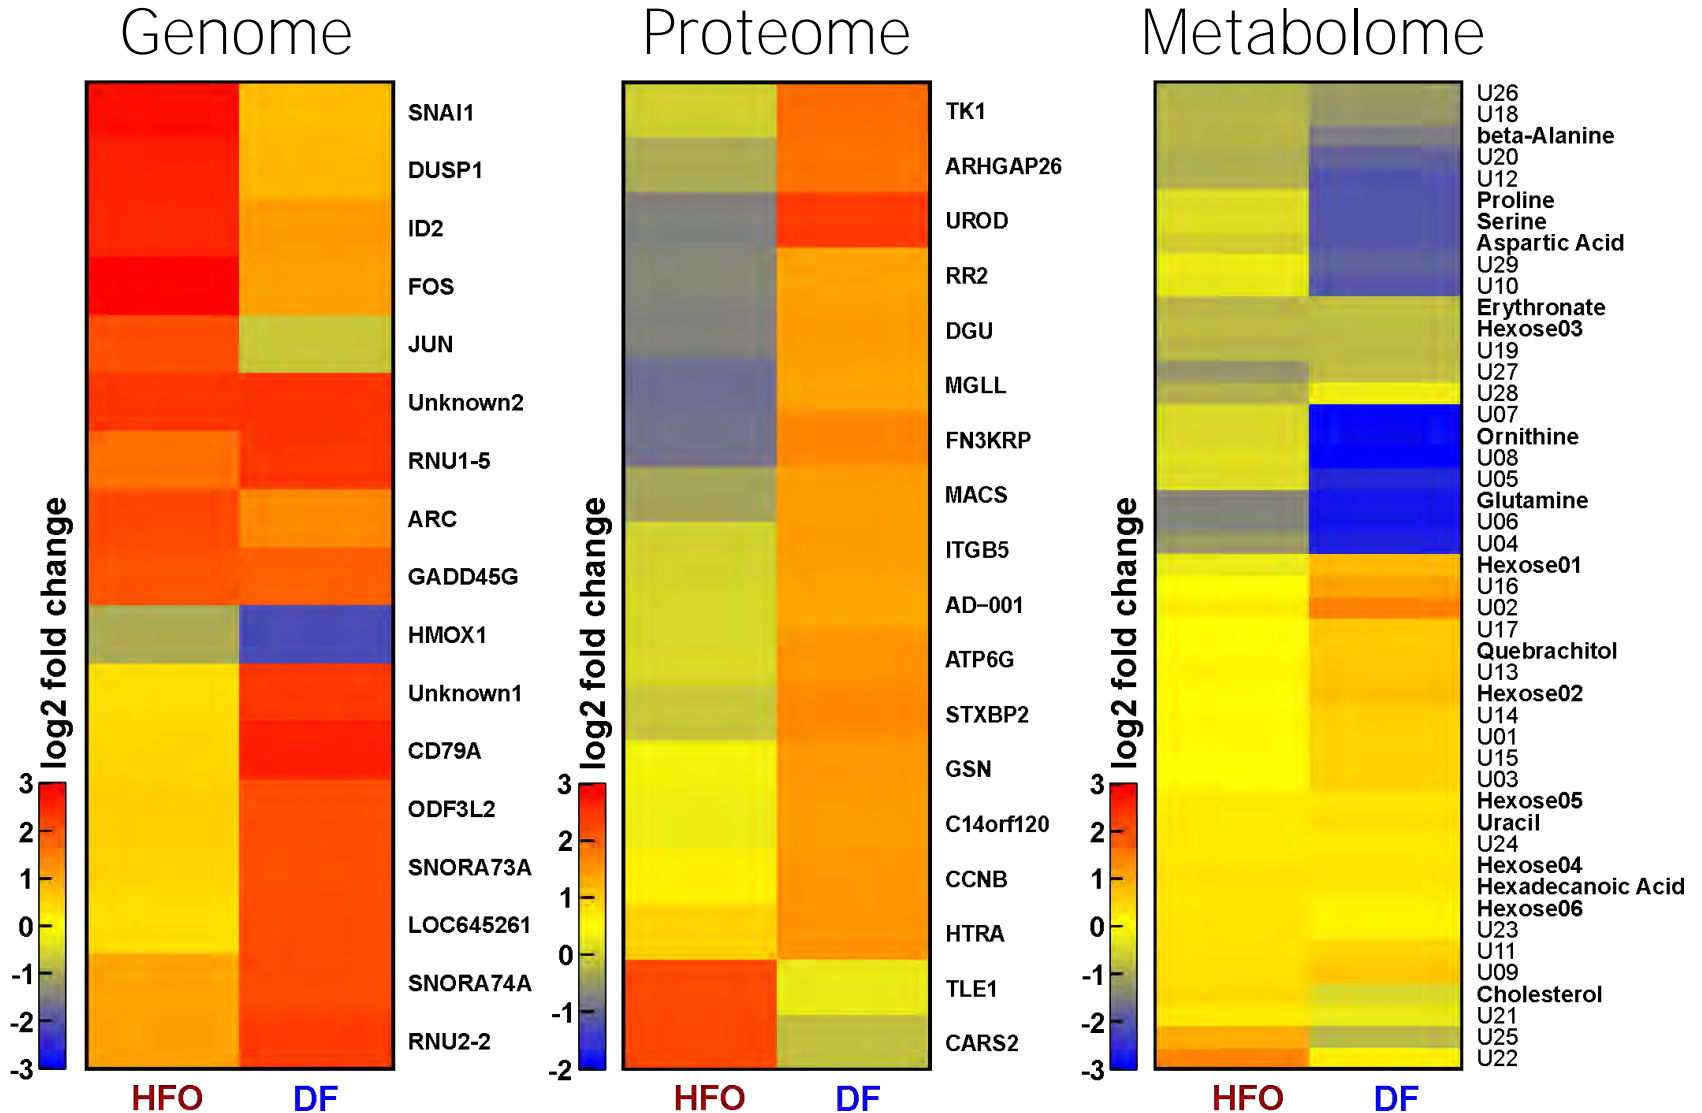 Genome
Proteome
Metabolome
SNAI1
DUSP1
ID2
FOS
JUN
Unknown2
RNU1-5
ARC
GADD45G
HMOX1
Unknown1
CD79A
ODF3L2
SNORA73A
LOC645261
SNORA74A
RNU2-2
log2 fold change
3
2
1
0
-1
-2
-3
HFO
DF
TK1
ARHGAP26
UROD
RR2
DGU
MGLL
FN3KRP
MACS
ITGB5
AD-001
ATP6G
STXBP2
GSN
C14orf120
CCNB
HTRA
TLE1
CARS2
log2 fold change
3
2
1
0
-1
-2
HFO
DF
U26
U18
beta-Alanine
U20
U12
Proline
Serine
Aspartic Acid
U29
U10
Erythronate
Hexose03
U19
U27
U28
U07
Ornithine
U08
U05
Glutamine
U06
U04
Hexose01
U16
U02
U17
Quebrachitol
U13
Hexose02
U14
U01
U15
U03
Hexose05
Uracil
U24
Hexose04
Hexadecanoic Acid
Hexose06
U23
U11
U09
Cholesterol
U21
U25
U22
log2 fold change
3
2
1
0
-1
-2
-3
HFO
DF